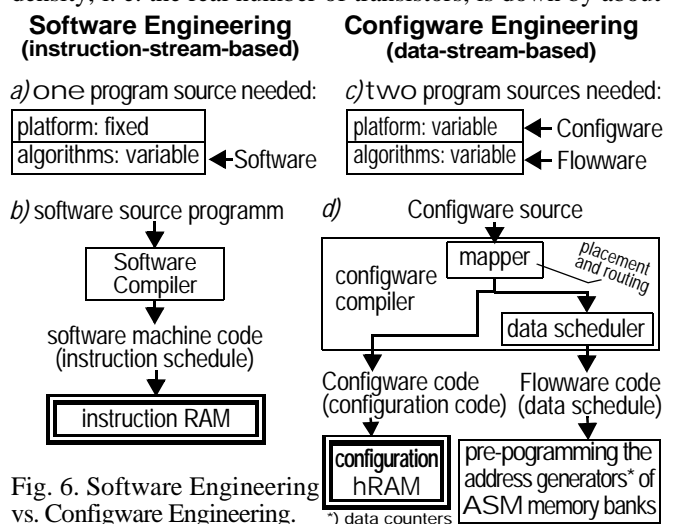 density, i. e. the real number of transistors, is down by about
Software Engineering
(instruction-stream-based)
a) one program source needed:
platform: fixed
algorithms: variable
Software
b) software source programm
Software
Compiler
software machine code
(instruction schedule)
instruction RAM
Configware Engineering
(data-stream-based)
c) two program sources needed:
platform: variable
Configware
algorithms: variable
Flowware
d) Configware source
mapper
placement
and routing
configware
compiler
data scheduler
Configware code
(configuration code)
Flowware code
(data schedule)
configuration
hRAM
pre-pogramming the
address generators* of
ASM memory banks
*) data counters
Fig. 6. Software Engineering
vs. Configware Engineering.